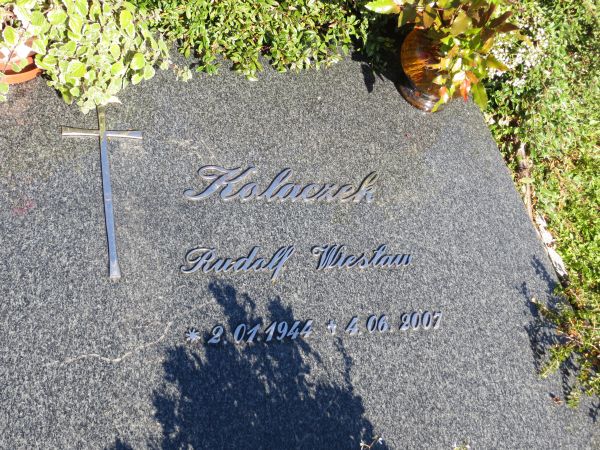 Kolaczek
Rudolf Wiesław
* 2.01.1944 + 4.06.2007